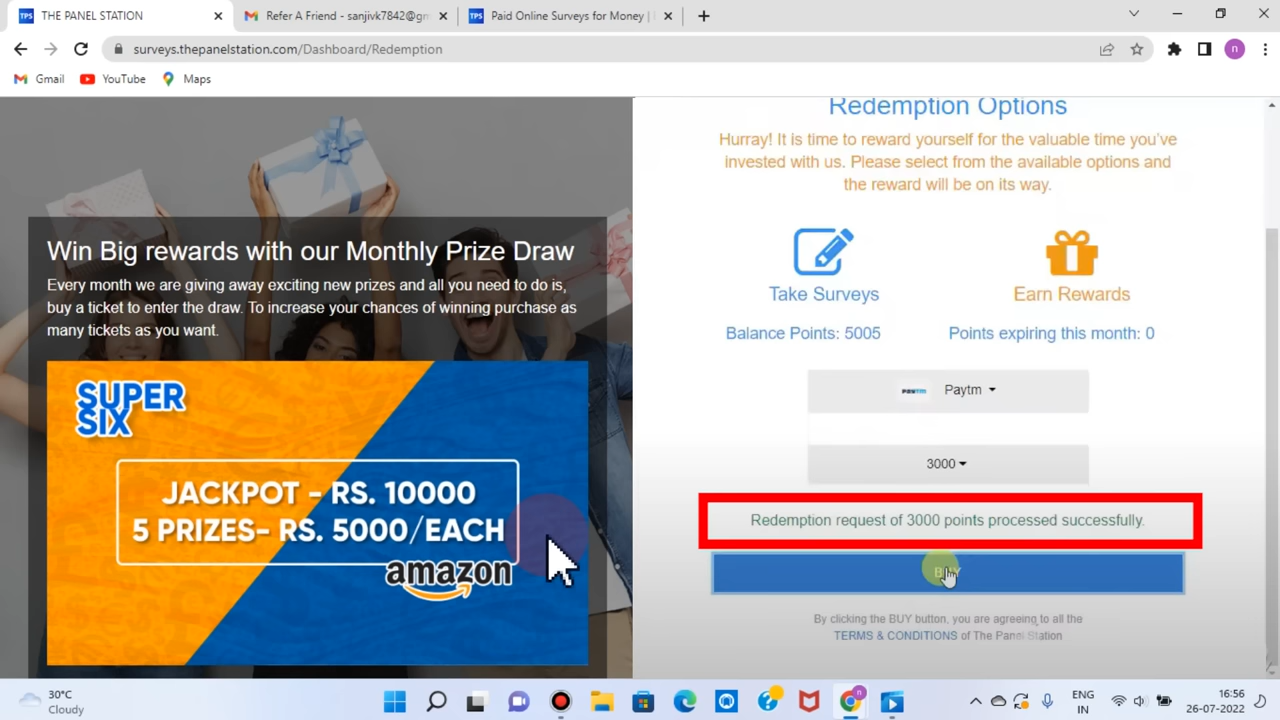 THE PANEL STATION
Refer A Friend - sanjivk7842@gm
Paid Online Surveys for Money |
surveys.thepanelstation.com/Dashboard/Redemption
n
Gmail
YouTube
Maps
Win Big rewards with our Monthly Prize Draw
Every month we are giving away exciting new prizes and all you need to do is,
buy a ticket to enter the draw. To increase your chances of winning purchase as
many tickets as you want.
SUPER
SIX
JACKPOT - RS. 10000
5 PRIZES- RS. 5000/EACH
amazon
Redemption Options
Hurray! It is time to reward yourself for the valuable time you've
invested with us. Please select from the available options and
the reward will be on its way.
Take Surveys
Earn Rewards
Balance Points: 5005
Points expiring this month: 0
Paytm
3000
Redemption request of 3000 points processed successfully.
BUY
By clicking the BUY button, you are agreeing to all the
TERMS & CONDITIONS of The Panel Station
30°C
Cloudy
ENG
IN
16:56
26-07-2022